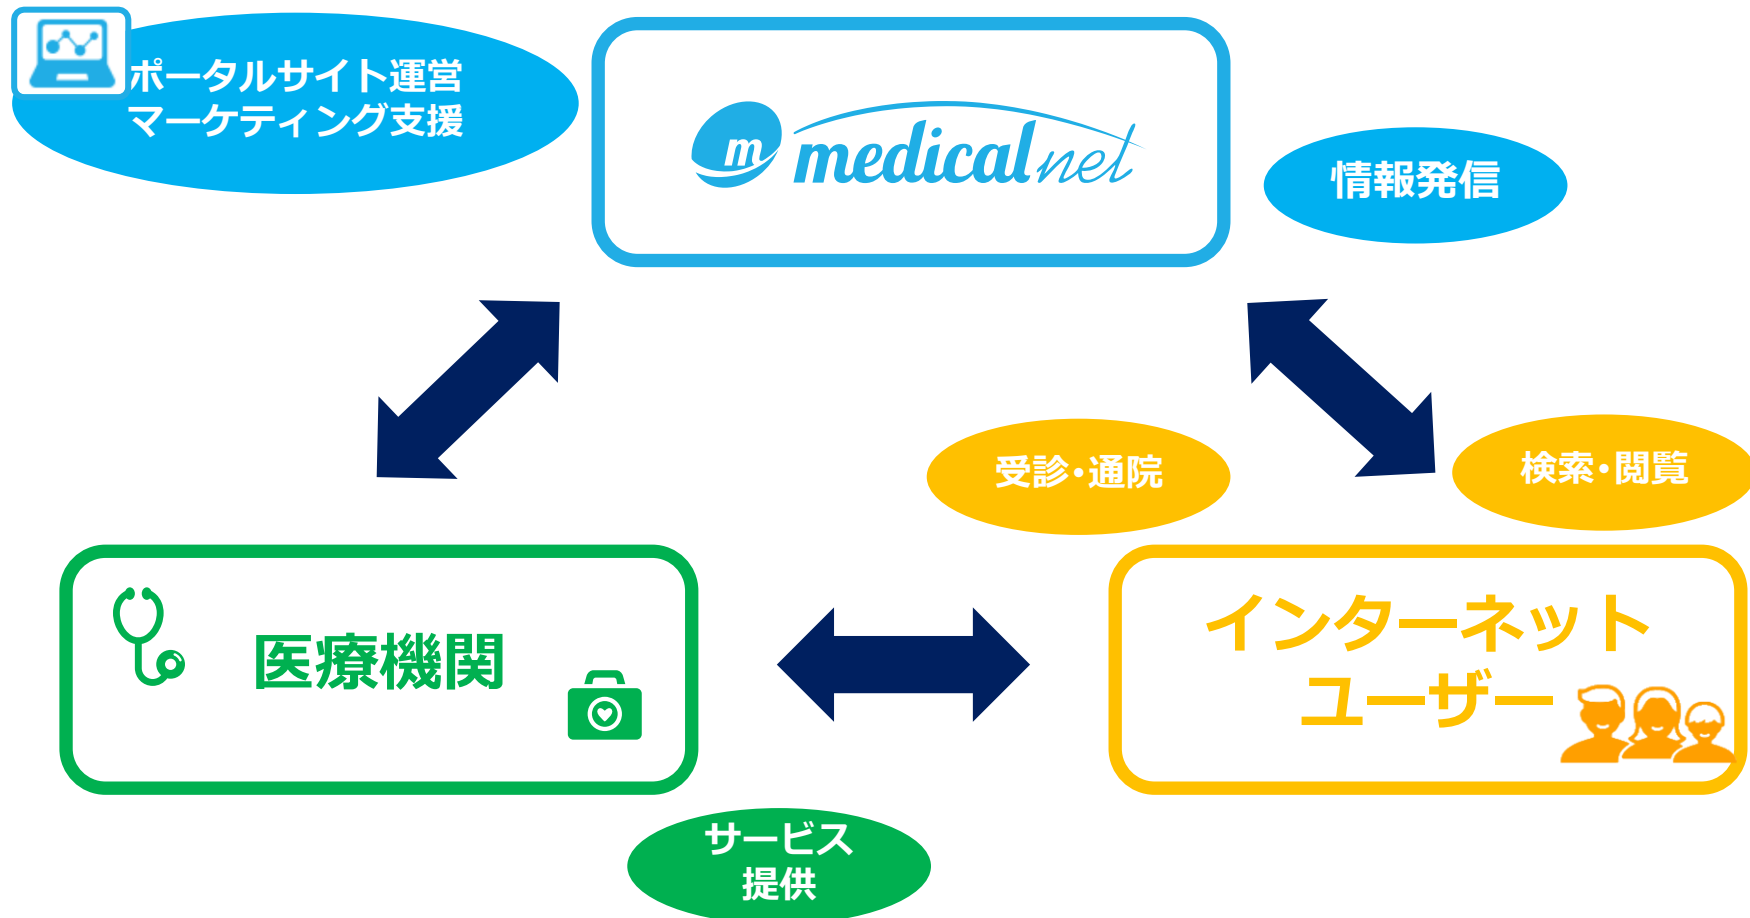 ポータルサイト運営
マーケティング支援
m medicalnet
情報発信
受診・通院
検索・閲覧
医療機関
インターネット
ユーザー
サービス
提供